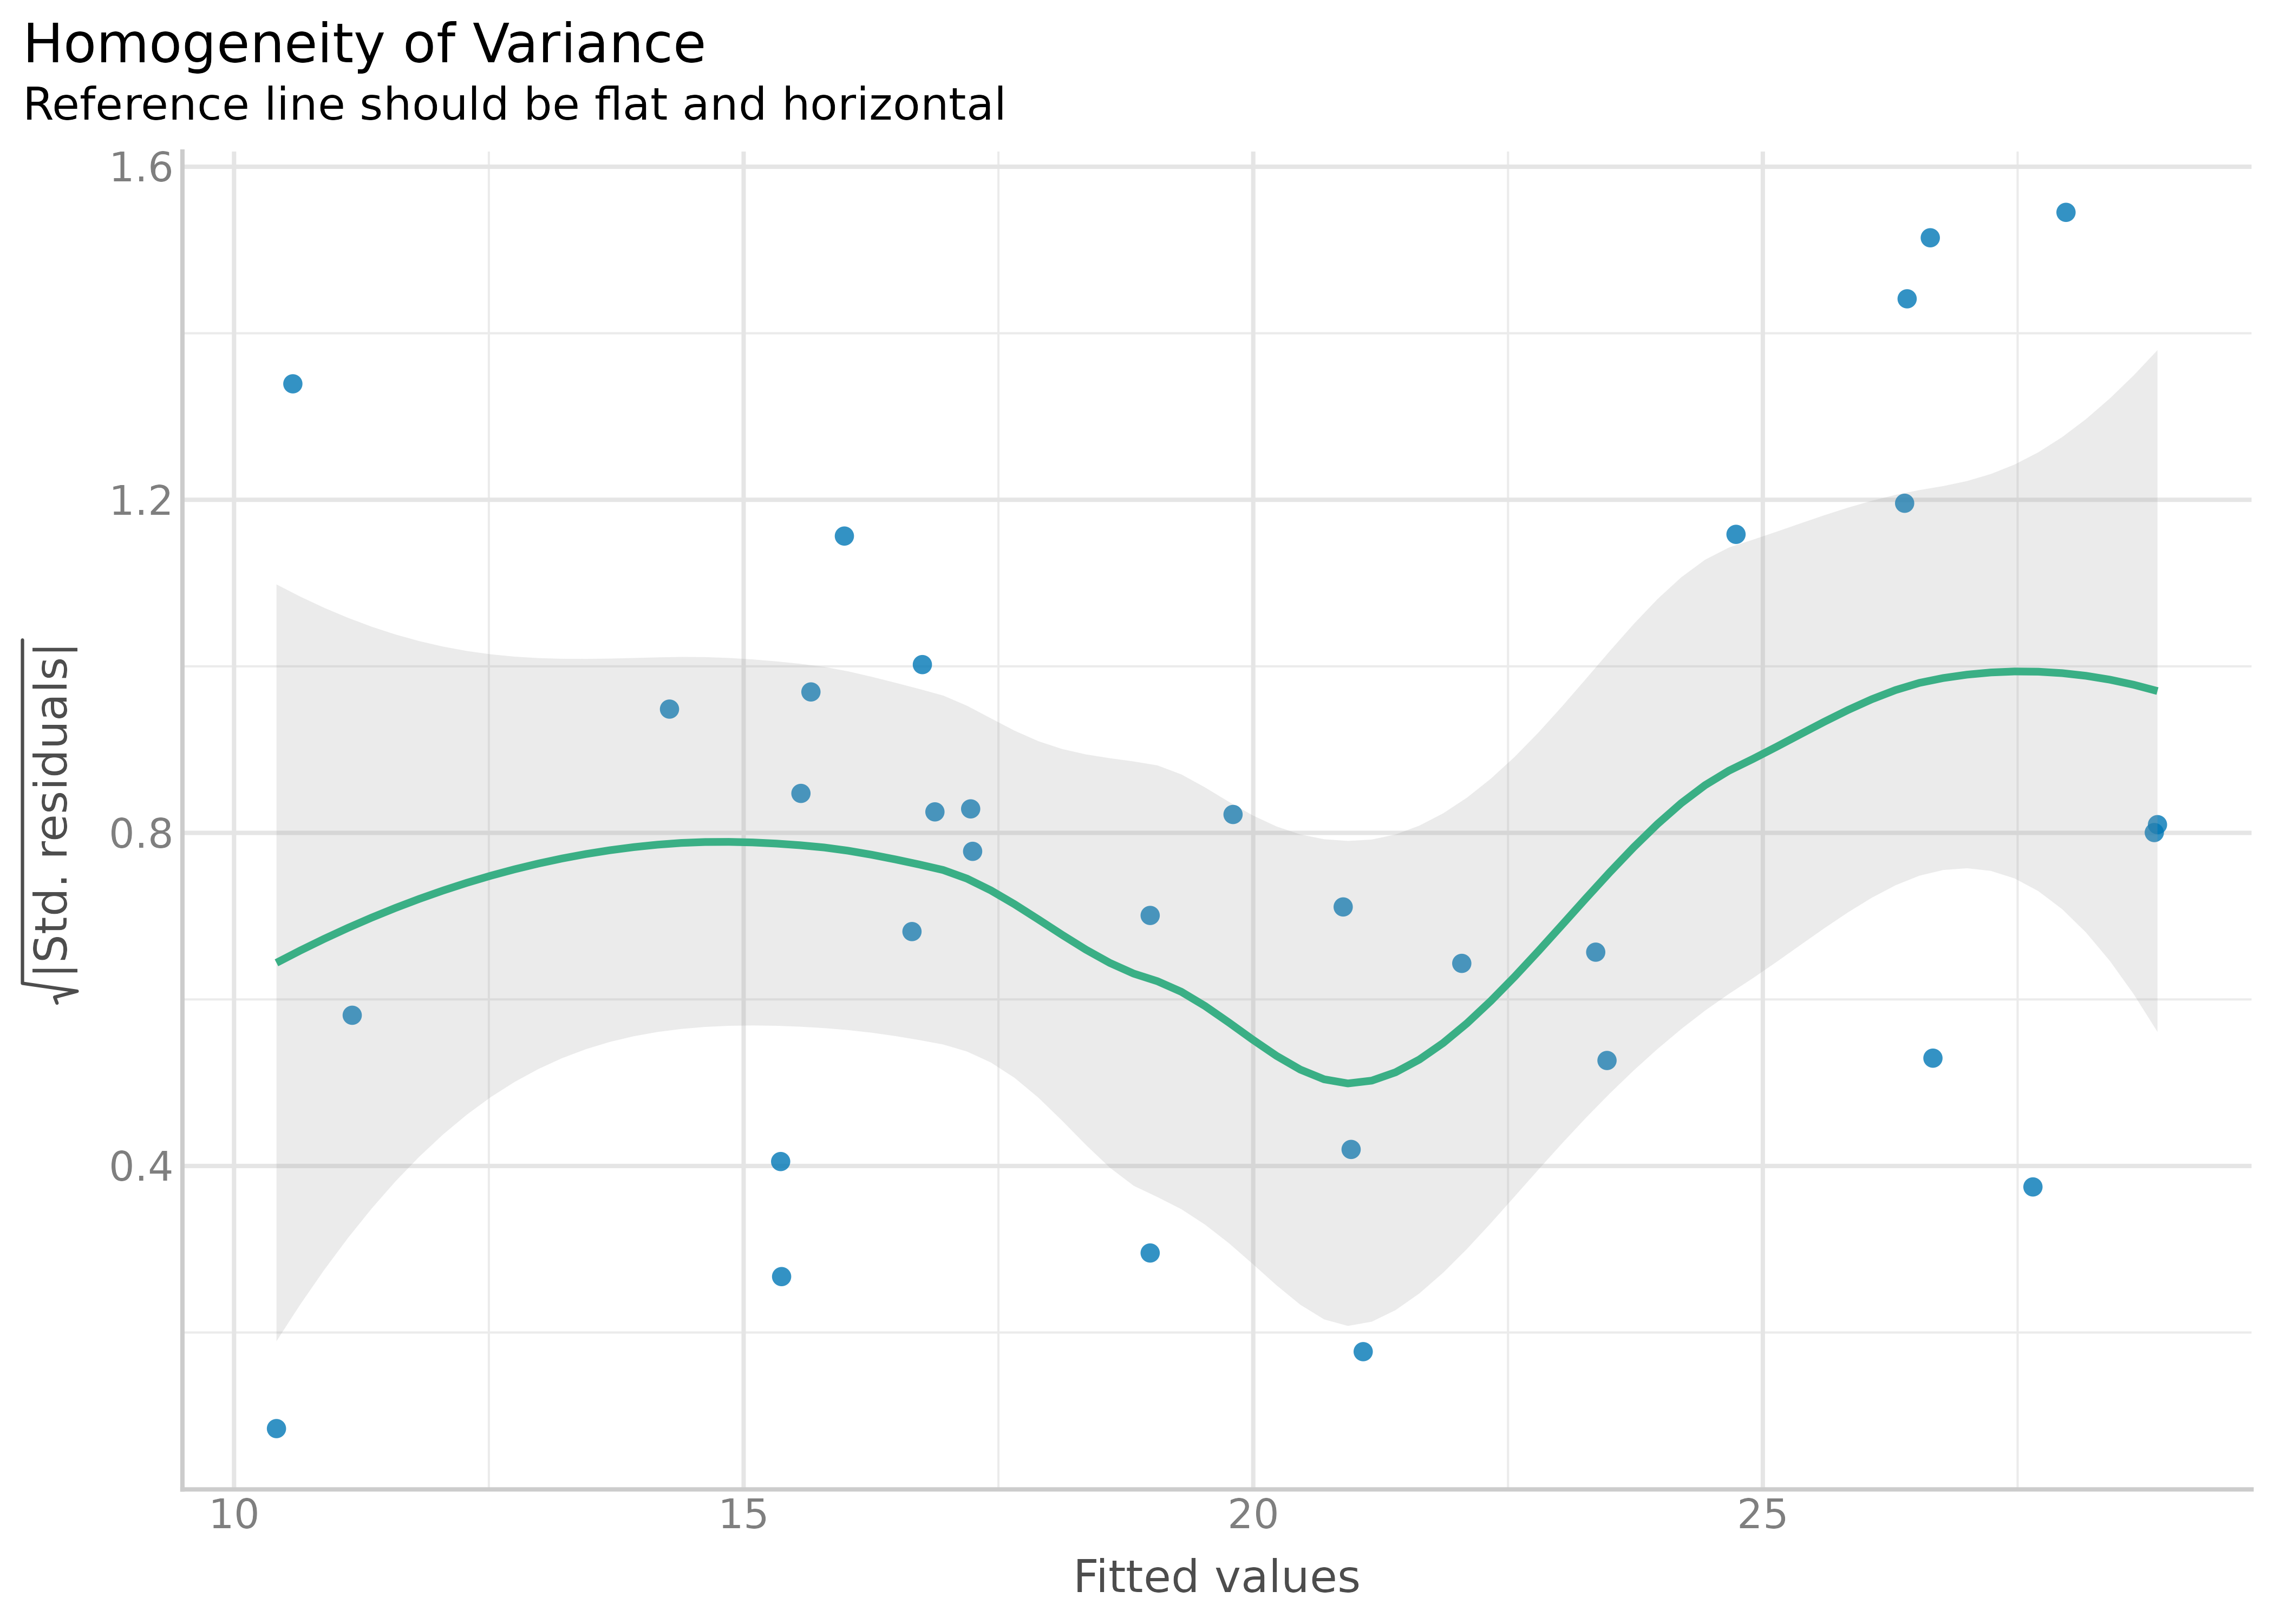 Homogeneity of Variance
Reference line should be flat and horizontal
1.6
1.2
0.8
0.4
√|Std. residuals|
10 15 20 25
Fitted values